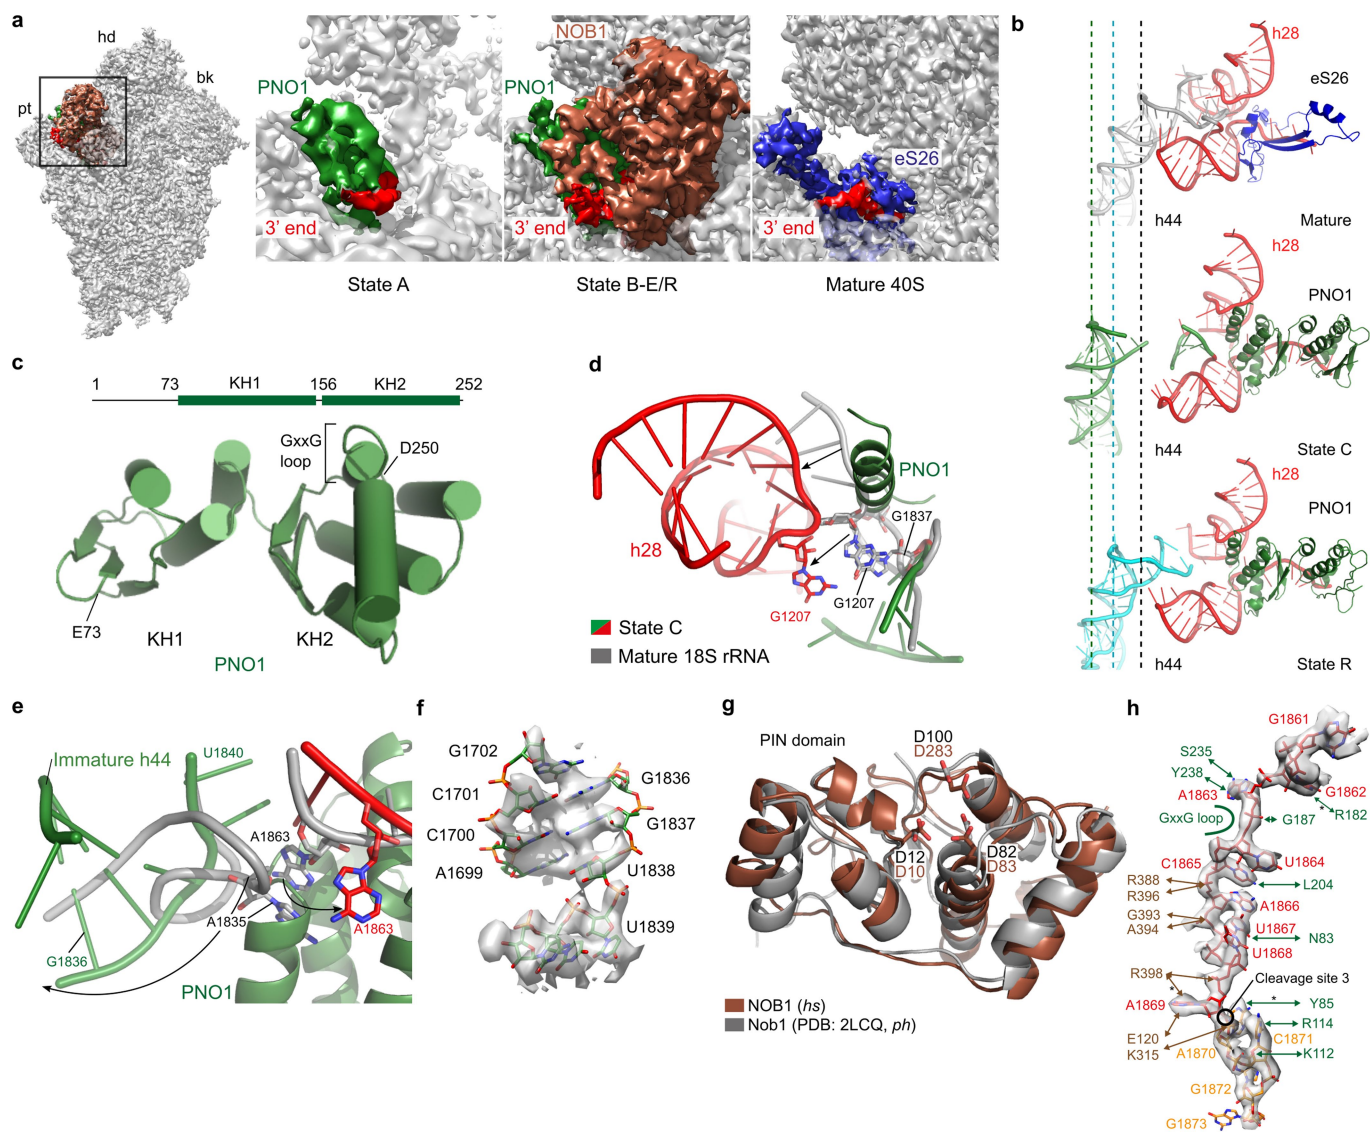 a
hd
bk
pt
PNO1
3’ end
State A
NOB1
PNO1
3’ end
State B-E/R
eS26
3’ end
Mature 40S
b
h28
eS26
h44
Mature
h28
PNO1
h44
State C
h28
PNO1
h44
State R
c
1
73
KH1
156
KH2
252
GxxG
loop
D250
E73
KH1
KH2
PNO1
d
PNO1
G1837
h28
G1207
G1207
State C
Mature 18S rRNA
e
Immature h44
U1840
A1863
A1835
A1863
G1836
PNO1
f
G1702
G1836
C1701
G1837
C1700
U1838
A1699
U1839
g
PIN domain
D100
D283
D12
D10
D82
D83
NOB1 (hs)
Nob1 (PDB: 2LCQ, ph)
h
G1861
S235
Y238
A1863
G1862
*
R182
GxxG loop
G187
C1865
U1864
R388
R396
L204
A1866
G393
A394
U1867
N83
U1868
R398
Cleavage site 3
*
*
A1869
Y85
R114
E120
K315
C1871
A1870
K112
G1872
G1873